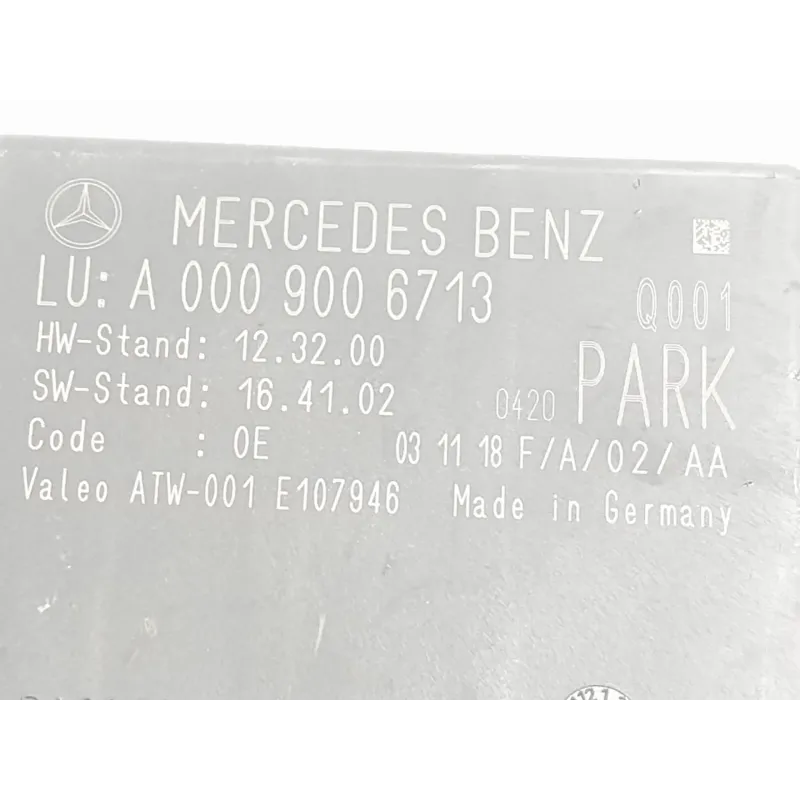 MERCEDES BENZ
LU: A 000 900 6713 Q001
HW-Stand: 12.32.00
SW-Stand: 16.41.02 0420 PARK
Code : 0E 03 11 18 F/A/02/AA
Valeo ATW-001 E107946 Made in Germany